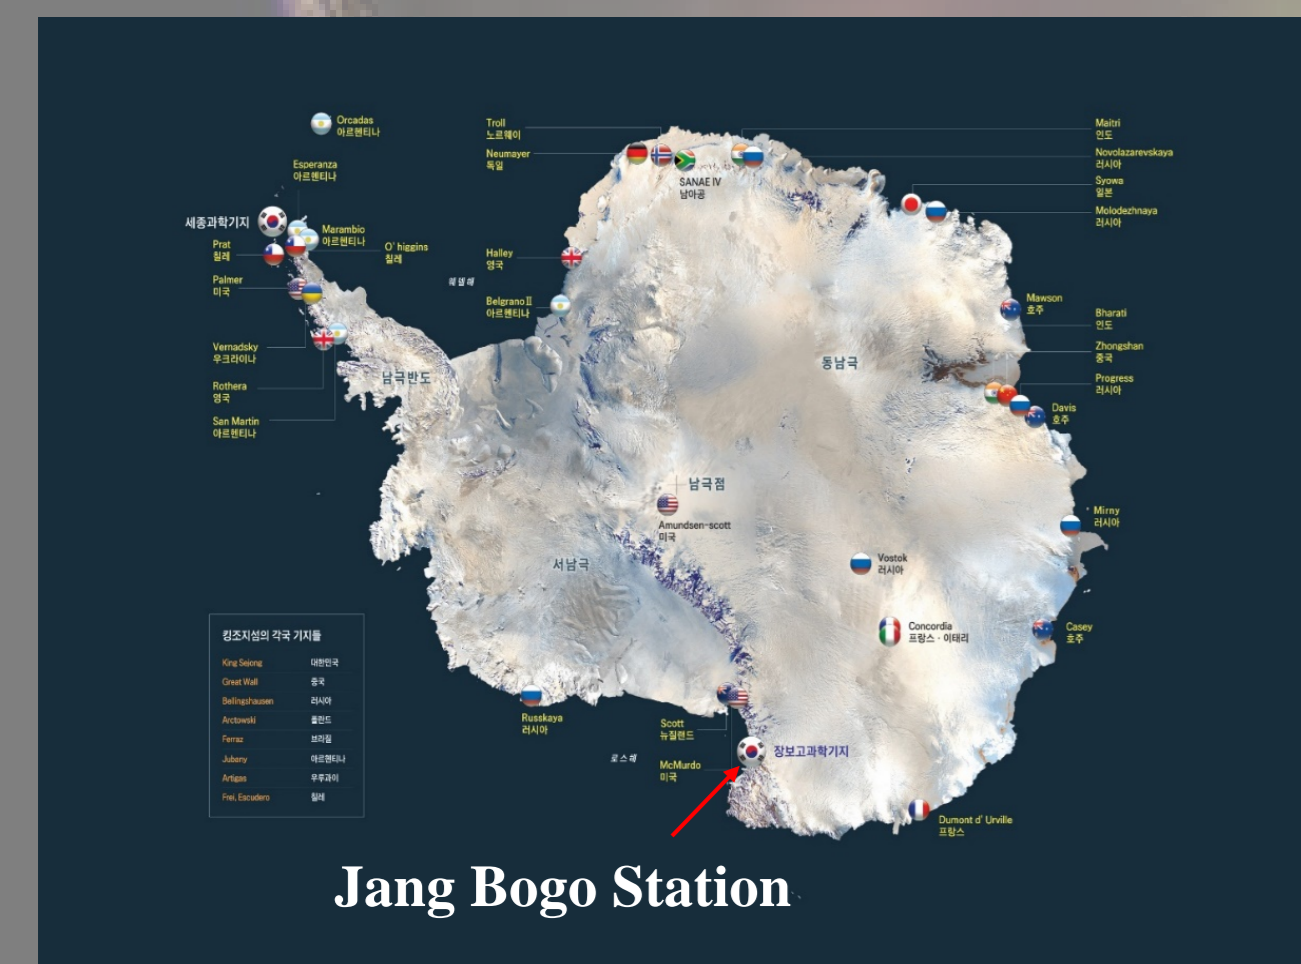 Orcadas
아르헨티나
Esperanza
아르헨티나
세종과학기지
Marambio
아르헨티나
Prat
칠레
O' higgins
칠레
Palmer
미국
Vernadsky
우크라이나
Rothera
영국
San Martin
아르헨티나
남극반도
웨델해
Troll
노르웨이
Neumayer
독일
SANAE IV
남아공
Halley
영국
BelgranoⅡ
아르헨티나
Maitri
인도
Novolazarevskaya
러시아
Syowa
일본
Molodezhnaya
러시아
Mawson
호주
Bharati
인도
Zhongshan
중국
Progress
러시아
Davis
호주
동남극
남극점
Amundsen-scott
미국
서남극
Mirny
러시아
Vostok
러시아
Concordia
프랑스 · 이태리
Casey
호주
Russkaya
러시아
Scott
뉴질랜드
로스해
McMurdo
미국
장보고과학기지
Dumont d' Urville
프랑스
킹조지섬의 각국 기지들
King Sejong 대한민국
Great Wall 중국
Bellingshausen 러시아
Arctowski 폴란드
Ferraz 브라질
Jubany 아르헨티나
Artigas 우루과이
Frei, Escudero 칠레
Jang Bogo Station